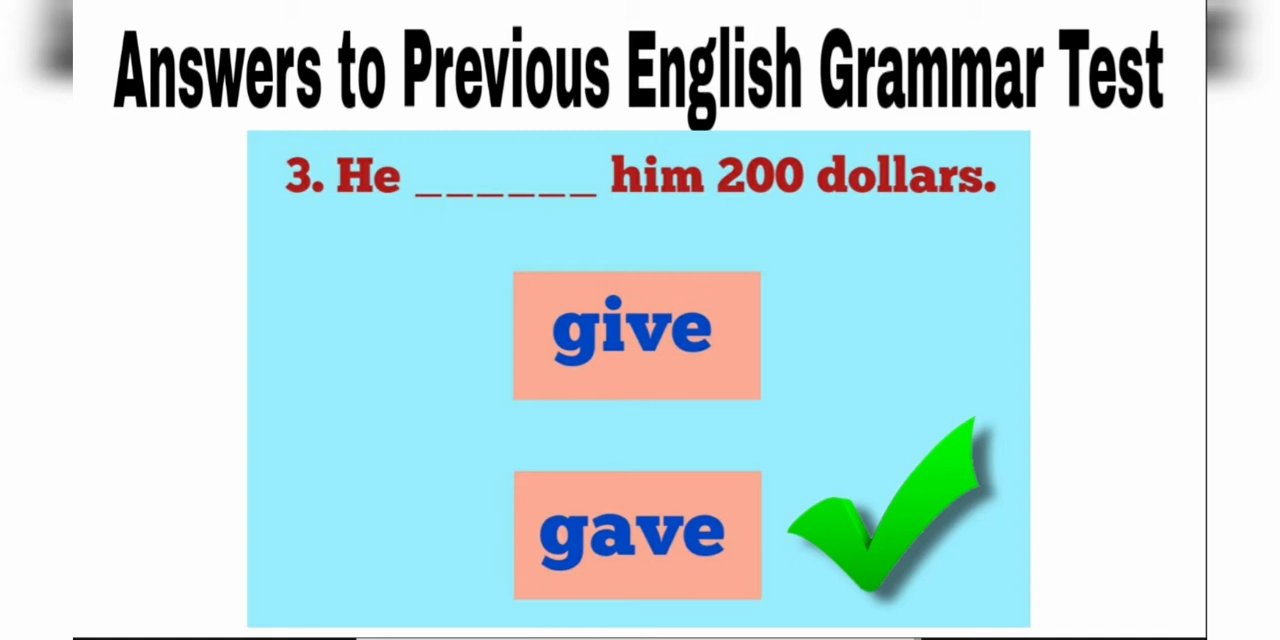 Answers to Previous English Grammar Test
3. He ______ him 200 dollars.
give
gave